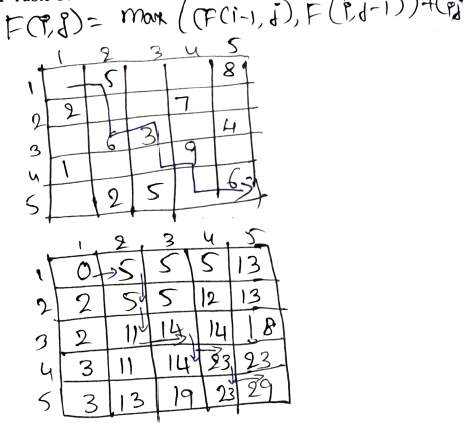 F(i,j) = max ((F(i-1, j), F(i,j-1)) + (i,j
1 2 3 4 5
1 5 8
2 2 7
3 6 3 4
9
4 1
5 2 5 6
1 2 3 4 5
1 0 5 5 5 13
2 2 5 5 12 13
3 2 11 14 14 18
4 3 11 14 23 23
5 3 13 19 23 29